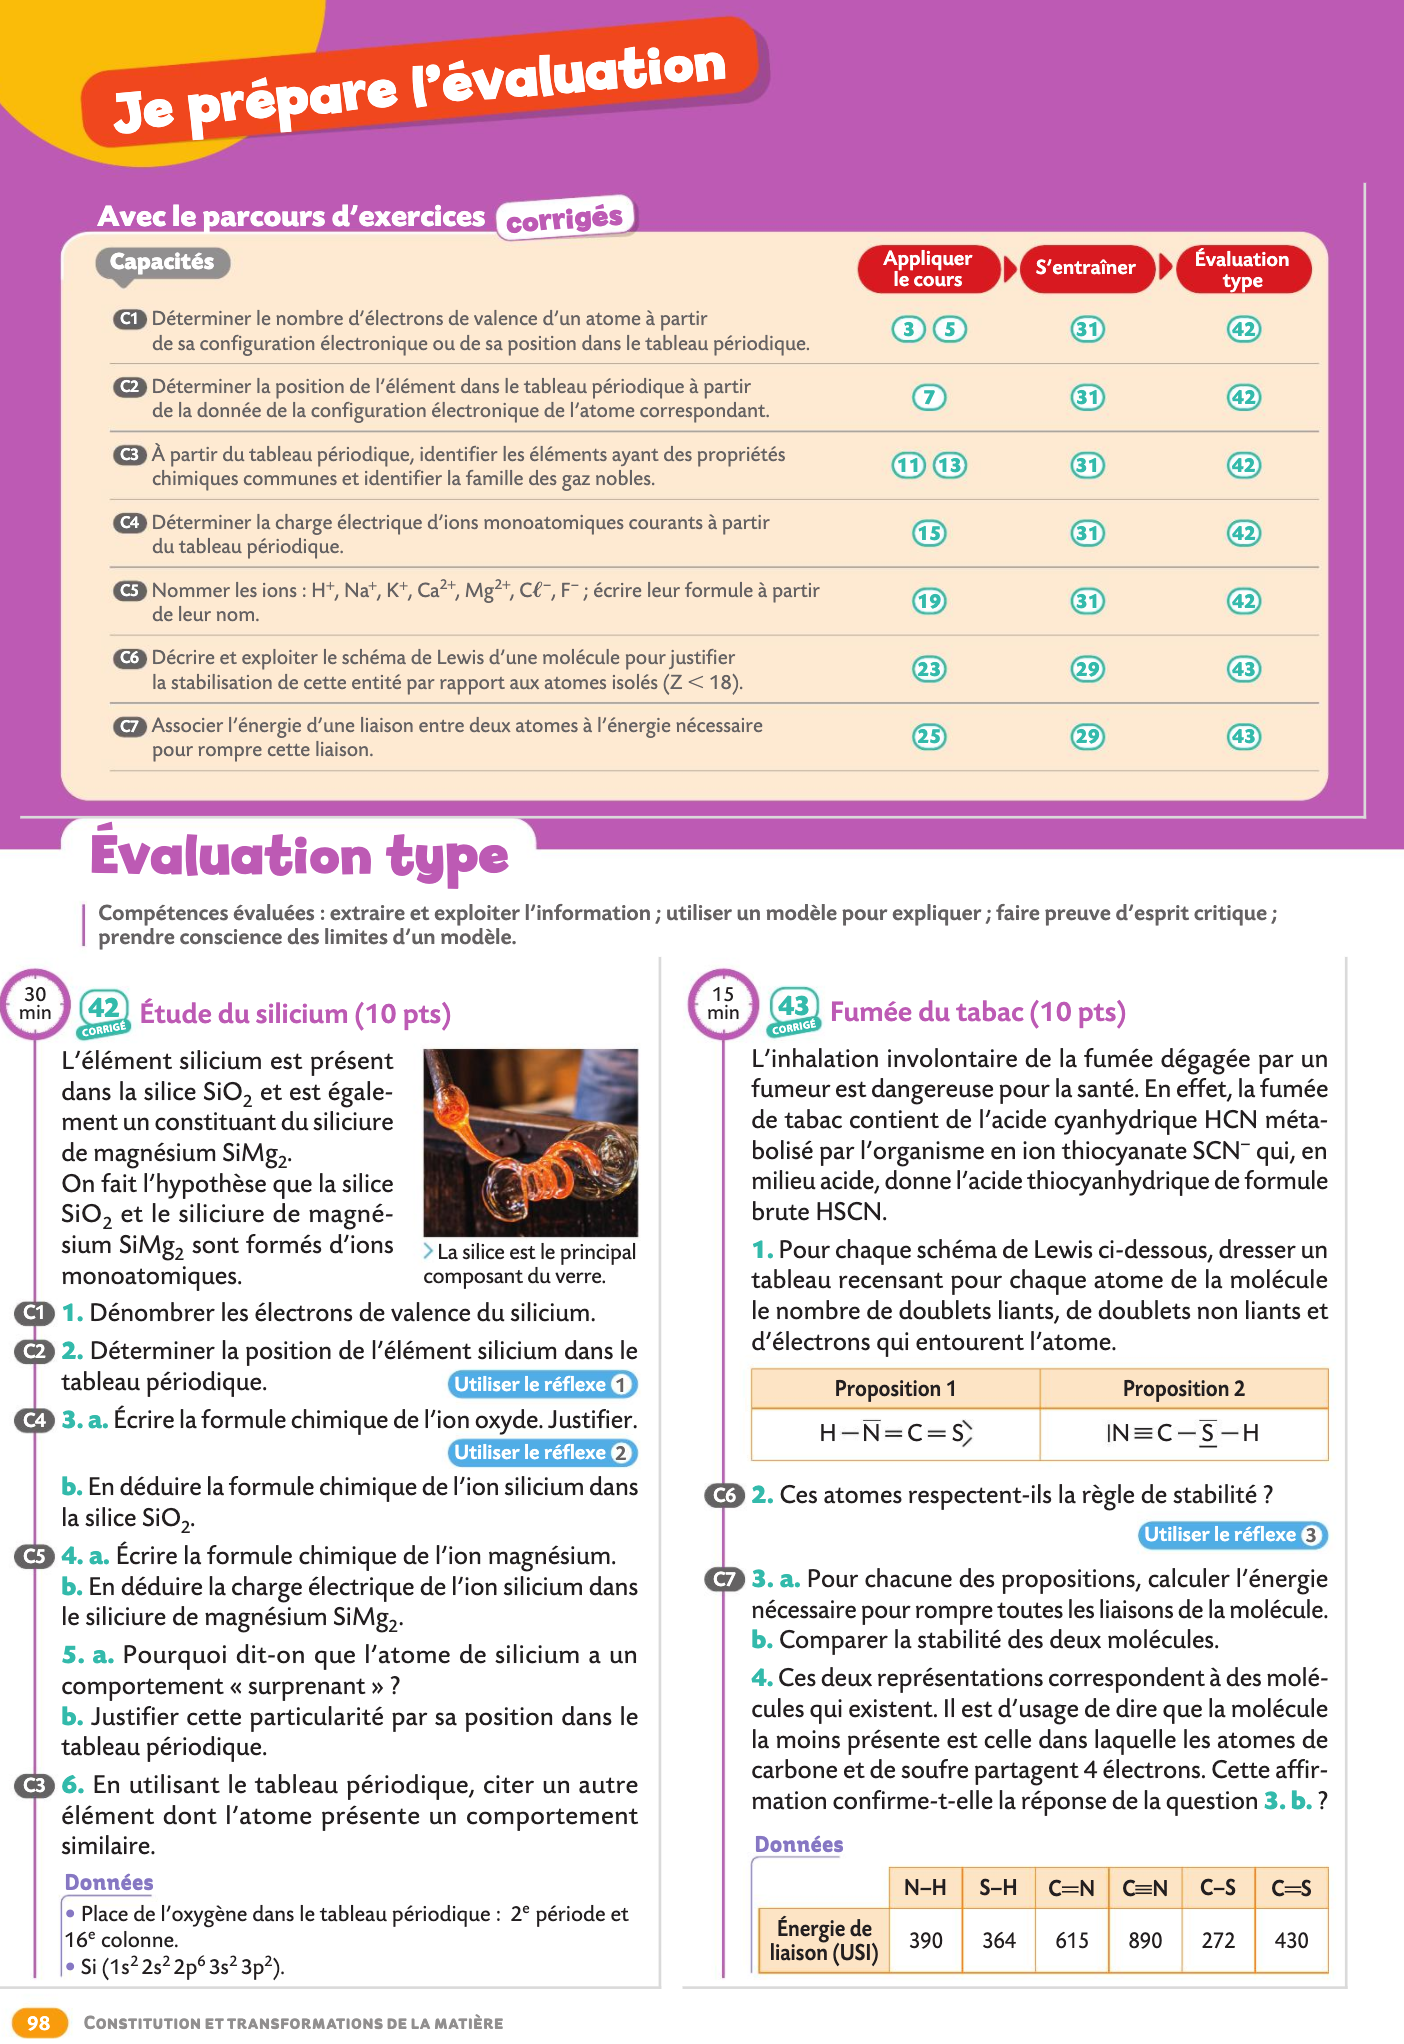 Je prépare l'évaluation
Avec le parcours d'exercices corrigés
Capacités
Appliquer le cours
S'entraîner
Évaluation type
C1 Déterminer le nombre d'électrons de valence d'un atome à partir
de sa configuration électronique ou de sa position dans le tableau périodique.
3 5 31 42
C2 Déterminer la position de l'élément dans le tableau périodique à partir
de la donnée de la configuration électronique de l'atome correspondant.
7 31 42
C3 À partir du tableau périodique, identifier les éléments ayant des propriétés
chimiques communes et identifier la famille des gaz nobles.
11 13 31 42
C4 Déterminer la charge électrique d'ions monoatomiques courants à partir
du tableau périodique.
15 31 42
C5 Nommer les ions : H⁺, Na⁺, K⁺, Ca²⁺, Mg²⁺, Cℓ⁻, F⁻ ; écrire leur formule à partir
de leur nom.
19 31 42
C6 Décrire et exploiter le schéma de Lewis d'une molécule pour justifier
la stabilisation de cette entité par rapport aux atomes isolés (Z < 18).
23 29 43
C7 Associer l'énergie d'une liaison entre deux atomes à l'énergie nécessaire
pour rompre cette liaison.
25 29 43
Évaluation type
Compétences évaluées : extraire et exploiter l'information ; utiliser un modèle pour expliquer ; faire preuve d'esprit critique ;
prendre conscience des limites d'un modèle.
30 min
42 CORRIGÉ Étude du silicium (10 pts)
L'élément silicium est présent
dans la silice SiO₂ et est égale-
ment un constituant du siliciure
de magnésium SiMg₂.
On fait l'hypothèse que la silice
SiO₂ et le siliciure de magné-
sium SiMg₂ sont formés d'ions
monoatomiques.
> La silice est le principal
composant du verre.
C1 1. Dénombrer les électrons de valence du silicium.
C2 2. Déterminer la position de l'élément silicium dans le
tableau périodique. Utiliser le réflexe 1
C4 3. a. Écrire la formule chimique de l'ion oxyde. Justifier.
Utiliser le réflexe 2
b. En déduire la formule chimique de l'ion silicium dans
la silice SiO₂.
C5 4. a. Écrire la formule chimique de l'ion magnésium.
b. En déduire la charge électrique de l'ion silicium dans
le siliciure de magnésium SiMg₂.
5. a. Pourquoi dit-on que l'atome de silicium a un
comportement « surprenant » ?
b. Justifier cette particularité par sa position dans le
tableau périodique.
C3 6. En utilisant le tableau périodique, citer un autre
élément dont l'atome présente un comportement
similaire.
Données
• Place de l'oxygène dans le tableau périodique : 2ᵉ période et
16ᵉ colonne.
• Si (1s² 2s² 2p⁶ 3s² 3p²).
15 min
43 CORRIGÉ Fumée du tabac (10 pts)
L'inhalation involontaire de la fumée dégagée par un
fumeur est dangereuse pour la santé. En effet, la fumée
de tabac contient de l'acide cyanhydrique HCN méta-
bolisé par l'organisme en ion thiocyanate SCN⁻ qui, en
milieu acide, donne l'acide thiocyanhydrique de formule
brute HSCN.
1. Pour chaque schéma de Lewis ci-dessous, dresser un
tableau recensant pour chaque atome de la molécule
le nombre de doublets liants, de doublets non liants et
d'électrons qui entourent l'atome.
Proposition 1 Proposition 2
H – N̅ = C = S⟩ |N ≡ C – S̲̅ – H
C6 2. Ces atomes respectent-ils la règle de stabilité ?
Utiliser le réflexe 3
C7 3. a. Pour chacune des propositions, calculer l'énergie
nécessaire pour rompre toutes les liaisons de la molécule.
b. Comparer la stabilité des deux molécules.
4. Ces deux représentations correspondent à des molé-
cules qui existent. Il est d'usage de dire que la molécule
la moins présente est celle dans laquelle les atomes de
carbone et de soufre partagent 4 électrons. Cette affir-
mation confirme-t-elle la réponse de la question 3. b. ?
Données
N–H S–H C=N C≡N C–S C=S
Énergie de liaison (USI) 390 364 615 890 272 430
98 CONSTITUTION ET TRANSFORMATIONS DE LA MATIÈRE